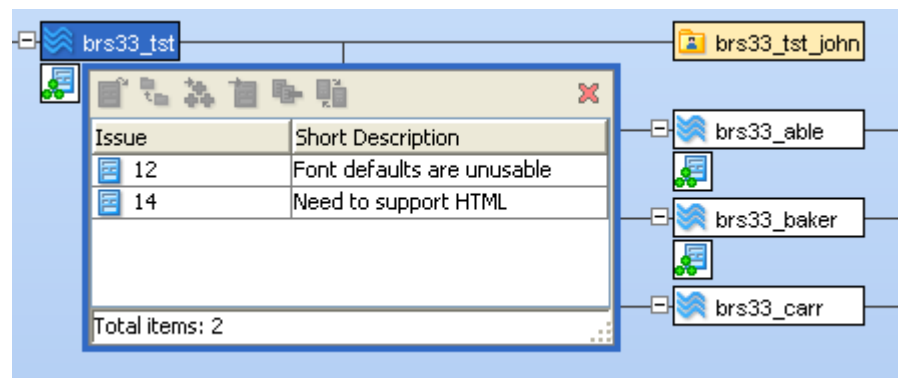 brs33_tst
brs33_tst_john
Issue Short Description
12 Font defaults are unusable
14 Need to support HTML
Total items: 2
brs33_able
brs33_baker
brs33_carr